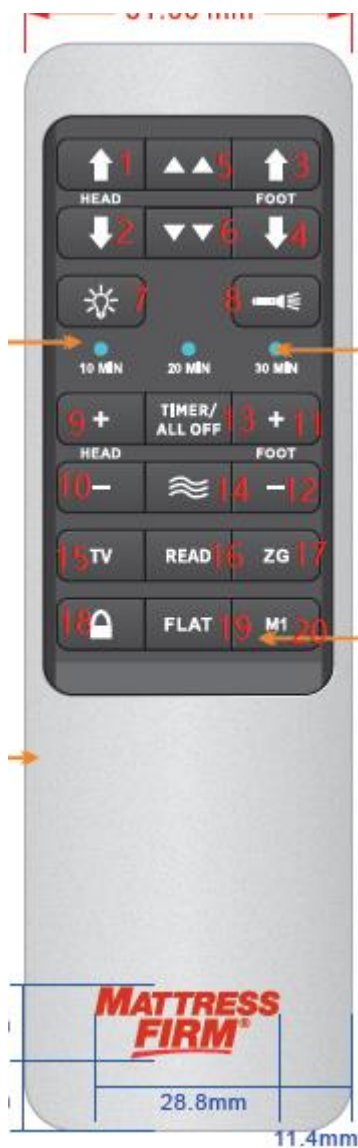 1 5 3
HEAD FOOT
2 6 4
7 8
10 MIN 20 MIN 30 MIN
9 + TIMER/ 13 + 11
ALL OFF
HEAD FOOT
10 − 14 − 12
15 TV READ 16 ZG 17
18 FLAT 19 M1 20
MATTRESS
FIRM®
28.8mm
11.4mm